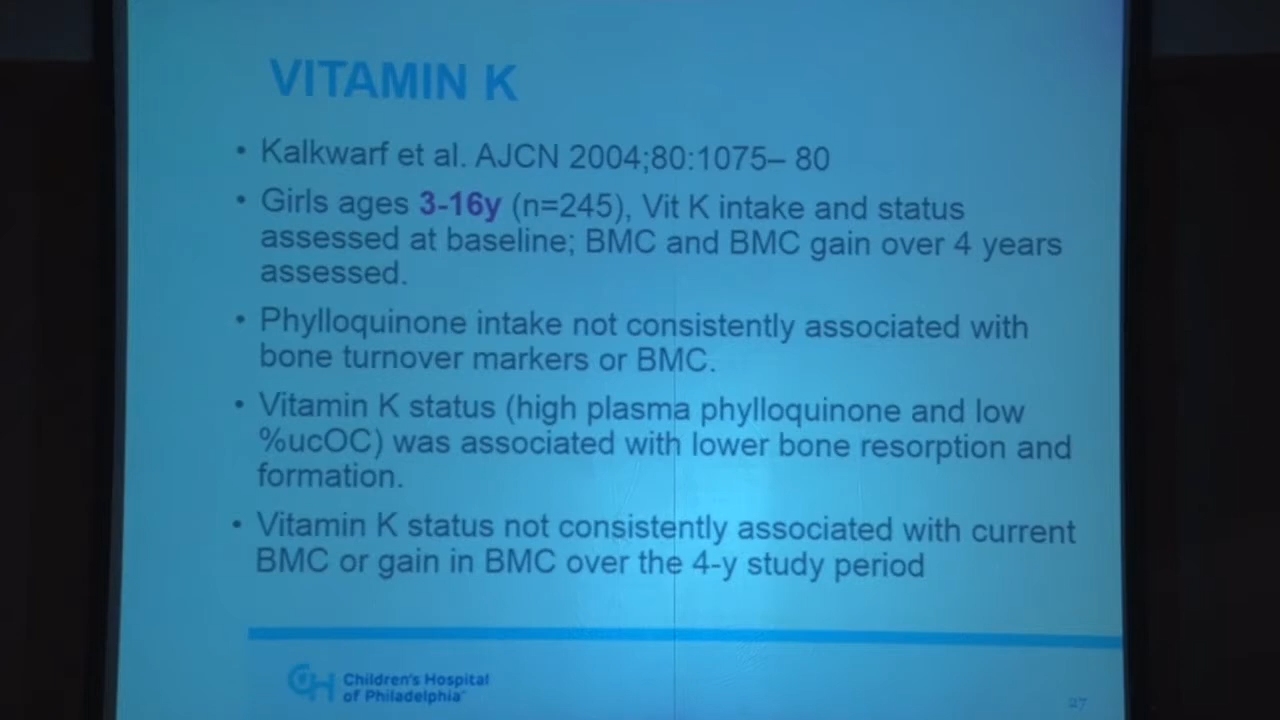 VITAMIN K
• Kalkwarf et al. AJCN 2004;80:1075– 80
• Girls ages 3-16y (n=245), Vit K intake and status
assessed at baseline; BMC and BMC gain over 4 years
assessed.
• Phylloquinone intake not consistently associated with
bone turnover markers or BMC.
• Vitamin K status (high plasma phylloquinone and low
%ucOC) was associated with lower bone resorption and
formation.
• Vitamin K status not consistently associated with current
BMC or gain in BMC over the 4-y study period
CH Children's Hospital
of Philadelphia
27